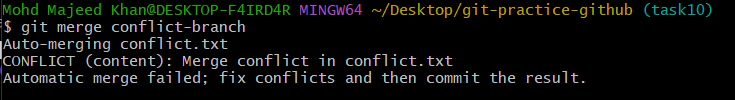 Mohd Majeed Khan@DESKTOP-F4IRD4R MINGW64 ~/Desktop/git-practice-github (task10)
$ git merge conflict-branch
Auto-merging conflict.txt
CONFLICT (content): Merge conflict in conflict.txt
Automatic merge failed; fix conflicts and then commit the result.